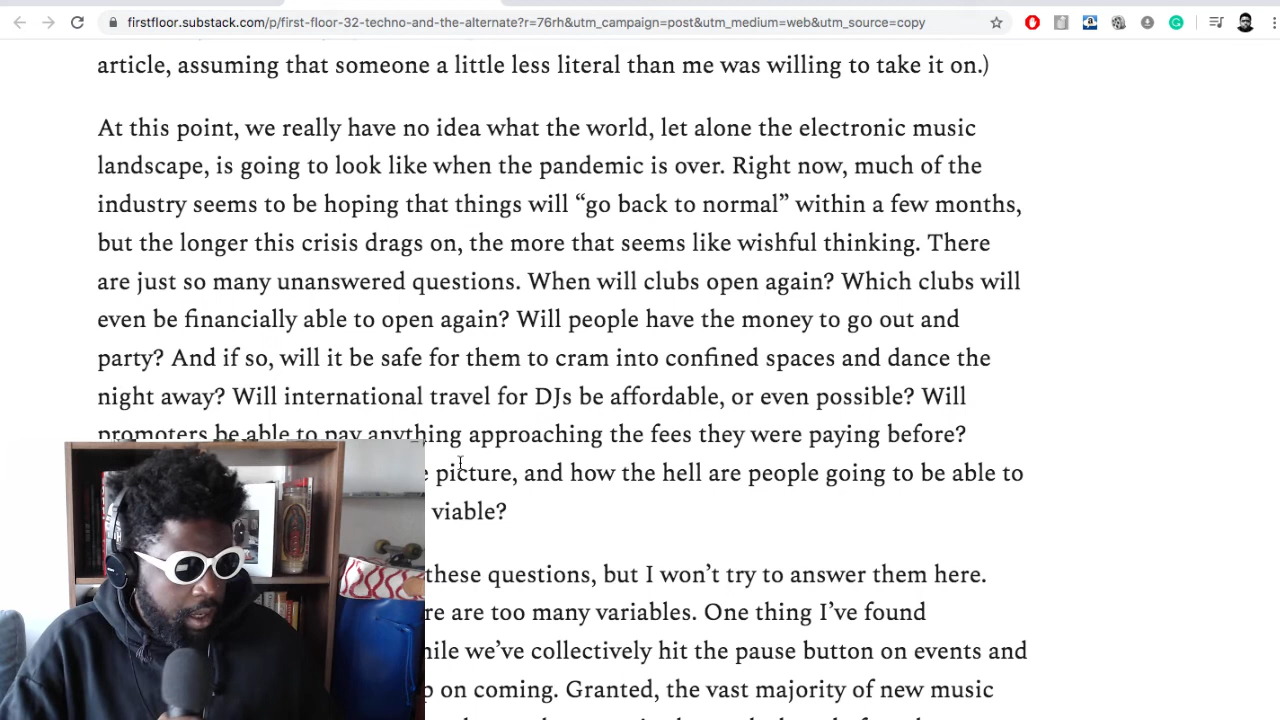 firstfloor.substack.com/p/first-floor-32-techno-and-the-alternate?r=76rh&utm_campaign=post&utm_medium=web&utm_source=copy
article, assuming that someone a little less literal than me was willing to take it on.)
At this point, we really have no idea what the world, let alone the electronic music
landscape, is going to look like when the pandemic is over. Right now, much of the
industry seems to be hoping that things will “go back to normal” within a few months,
but the longer this crisis drags on, the more that seems like wishful thinking. There
are just so many unanswered questions. When will clubs open again? Which clubs will
even be financially able to open again? Will people have the money to go out and
party? And if so, will it be safe for them to cram into confined spaces and dance the
night away? Will international travel for DJs be affordable, or even possible? Will
promoters be able to pay anything approaching the fees they were paying before?
picture, and how the hell are people going to be able to
viable?
these questions, but I won’t try to answer them here.
are too many variables. One thing I’ve found
we’ve collectively hit the pause button on events and
on coming. Granted, the vast majority of new music